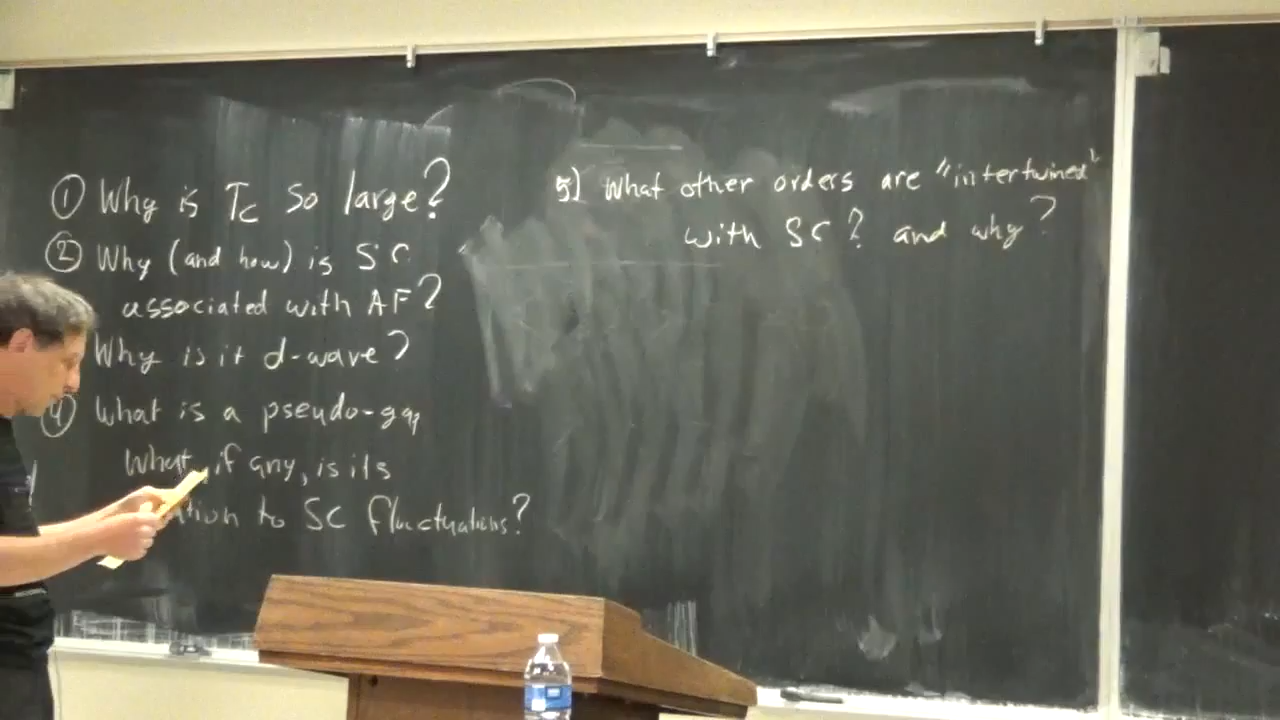 ① Why is Tc so large?
② Why (and how) is SC
associated with AF?
Why is it d-wave?
④ What is a pseudo-gap
What, if any, is its
to SC fluctuations?
5) What other orders are "intertwined"
with SC? and why?